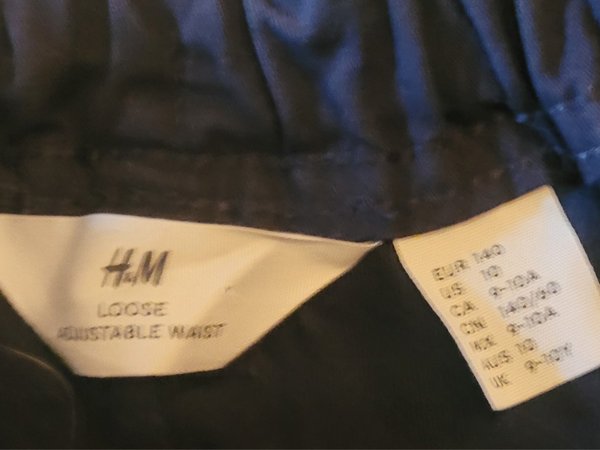 H&M
LOOSE
ADJUSTABLE WAIST
EUR: 140
US: 10
CA: 9-10A
CN: 140/60
MX: 9-10A
AUS: 10
UK: 9-10Y